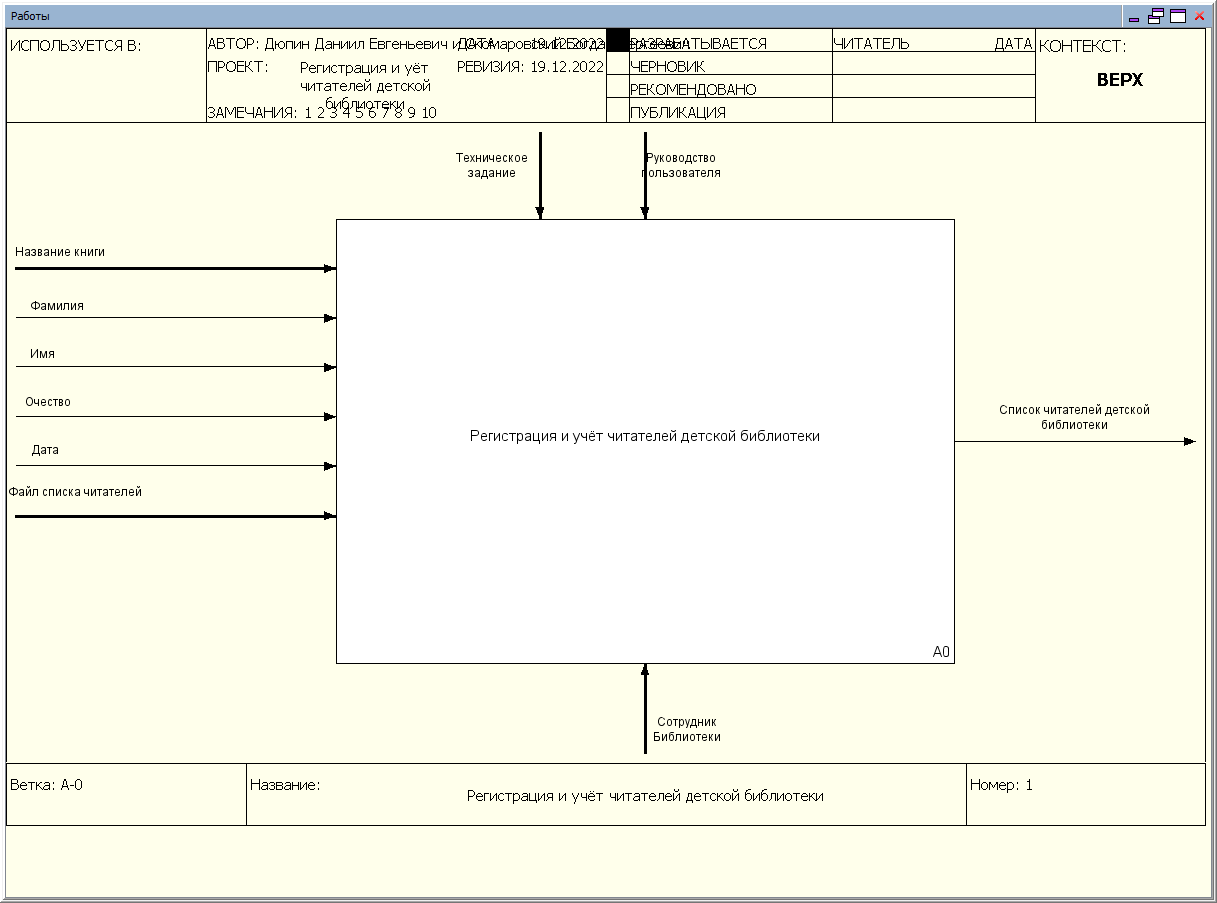 Работы
ИСПОЛЬЗУЕТСЯ В:
АВТОР: Дюпин Даниил Евгеньевич и
ДАТА: 19.12.2022
РАЗРАБАТЫВАЕТСЯ
ЧИТАТЕЛЬ
ДАТА
КОНТЕКСТ:
ПРОЕКТ:
Регистрация и уёт
читателей детской
библиотеки
РЕВИЗИЯ: 19.12.2022
ЧЕРНОВИК
РЕКОМЕНДОВАНО
ВЕРХ
ЗАМЕЧАНИЯ: 1 2 3 4 5 6 7 8 9 10
ПУБЛИКАЦИЯ
Техническое
задание
Руководство
пользователя
Название книги
Фамилия
Имя
Очество
Дата
Файл списка читателей
Регистрация и учёт читателей детской библиотеки
Список читателей детской
библиотеки
A0
Сотрудник
Библиотеки
Ветка: A-0
Название:
Регистрация и учёт читателей детской библиотеки
Номер: 1